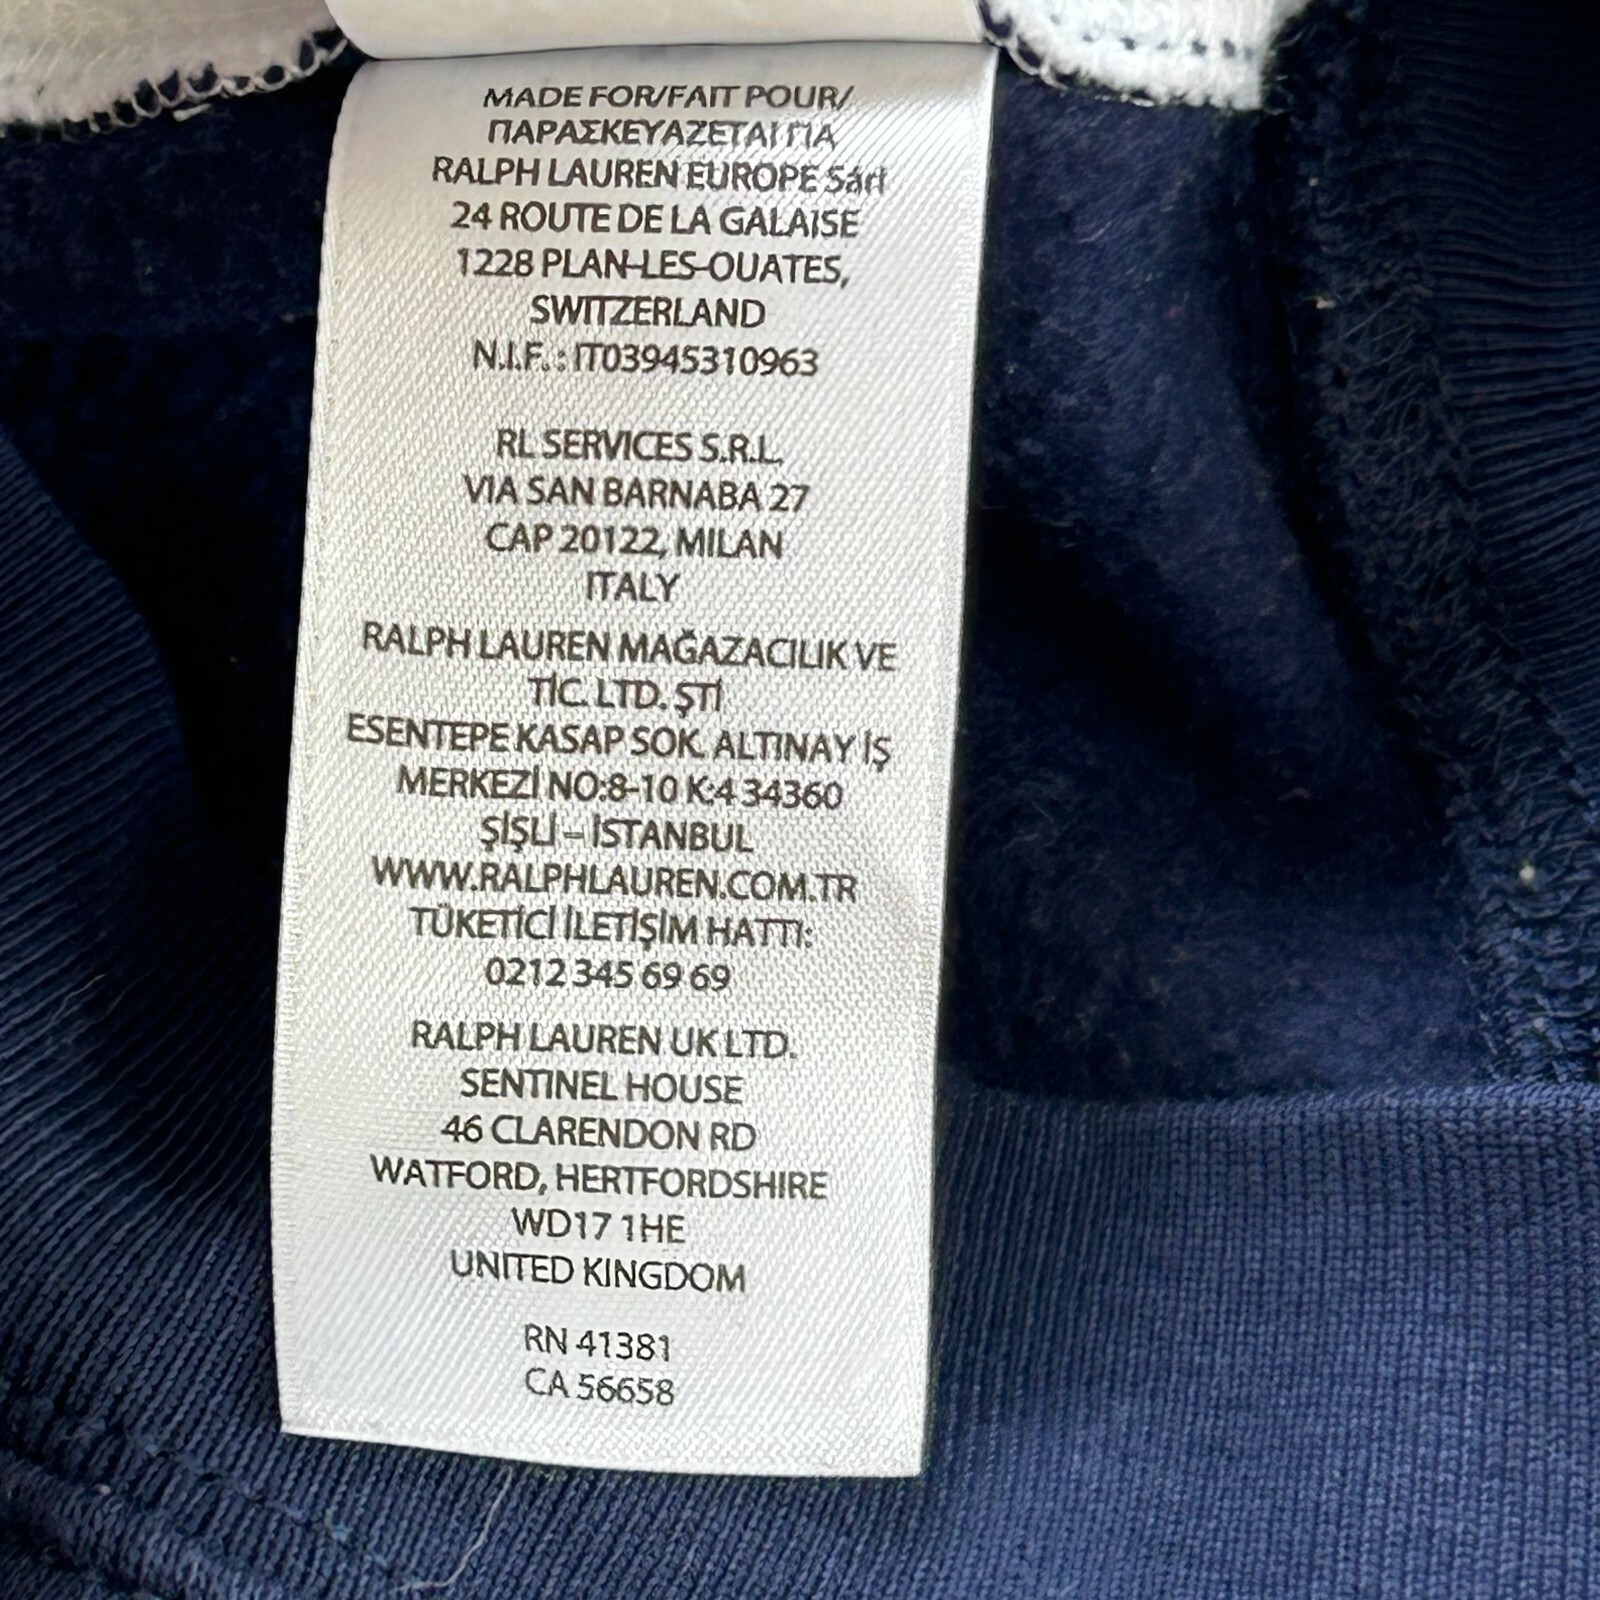 MADE FOR/FAIT POUR/
ΠΑΡΑΣΚΕΥΑΖΕΤΑΙ ΓΙΑ
RALPH LAUREN EUROPE Sárl
24 ROUTE DE LA GALAISE
1228 PLAN-LES-OUATES,
SWITZERLAND
N.I.F. : IT03945310963
RL SERVICES S.R.L.
VIA SAN BARNABA 27
CAP 20122, MILAN
ITALY
RALPH LAUREN MAĞAZACILIK VE
TİC. LTD. ŞTİ
ESENTEPE KASAP SOK. ALTINAY İŞ
MERKEZİ NO:8-10 K:4 34360
ŞİŞLİ – İSTANBUL
WWW.RALPHLAUREN.COM.TR
TÜKETİCİ İLETİŞİM HATTI:
0212 345 69 69
RALPH LAUREN UK LTD.
SENTINEL HOUSE
46 CLARENDON RD
WATFORD, HERTFORDSHIRE
WD17 1HE
UNITED KINGDOM
RN 41381
CA 56658